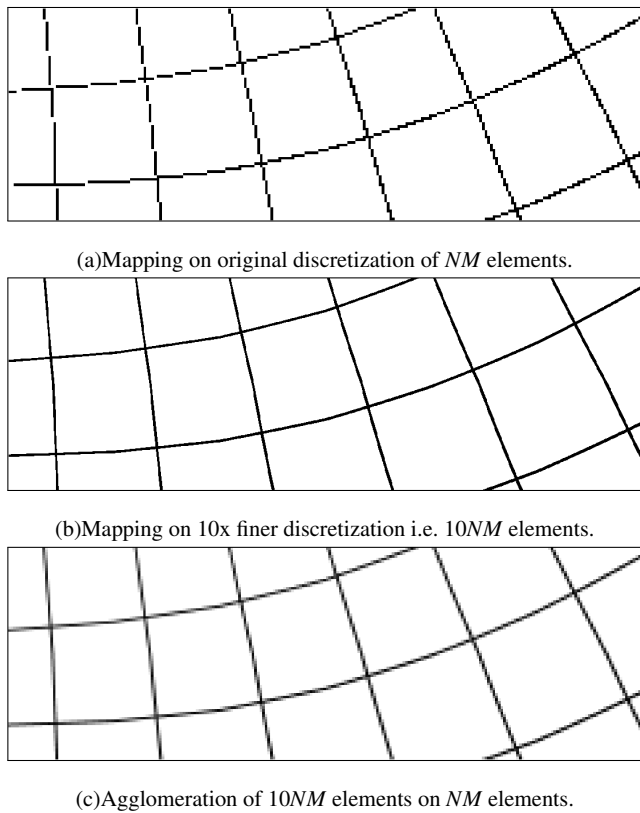 (a)Mapping on original discretization of NM elements.
(b)Mapping on 10x finer discretization i.e. 10NM elements.
(c)Agglomeration of 10NM elements on NM elements.